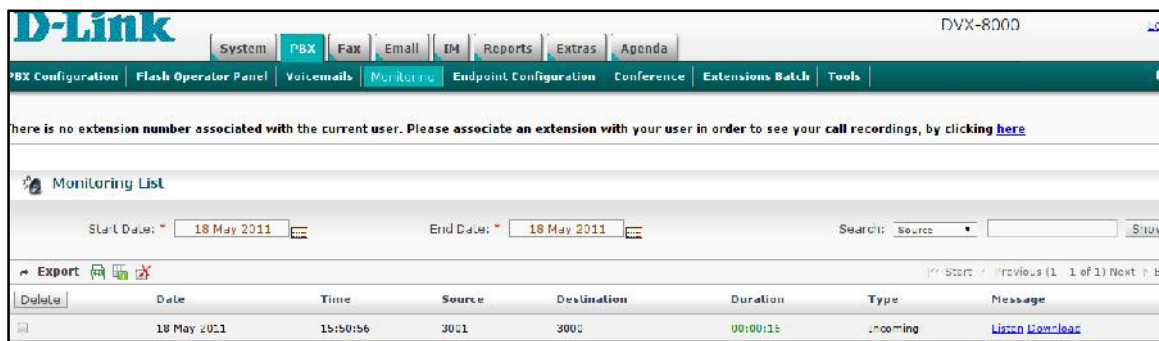 D-Link
DVX-8000
System PBX Fax Email IM Reports Extras Agenda
PBX Configuration Flash Operator Panel Voicemails Monitoring Endpoint Configuration Conference Extensions Batch Tools
here is no extension number associated with the current user. Please associate an extension with your user in order to see your call recordings, by clicking here
Monitoring List
Start Date: * 18 May 2011 End Date: * 18 May 2011 Search: Source Show
Export Start Previous (1 - 1 of 1) Next
Delete Date Time Source Destination Duration Type Message
18 May 2011 15:50:56 3001 3000 00:00:16 Incoming Listen Download